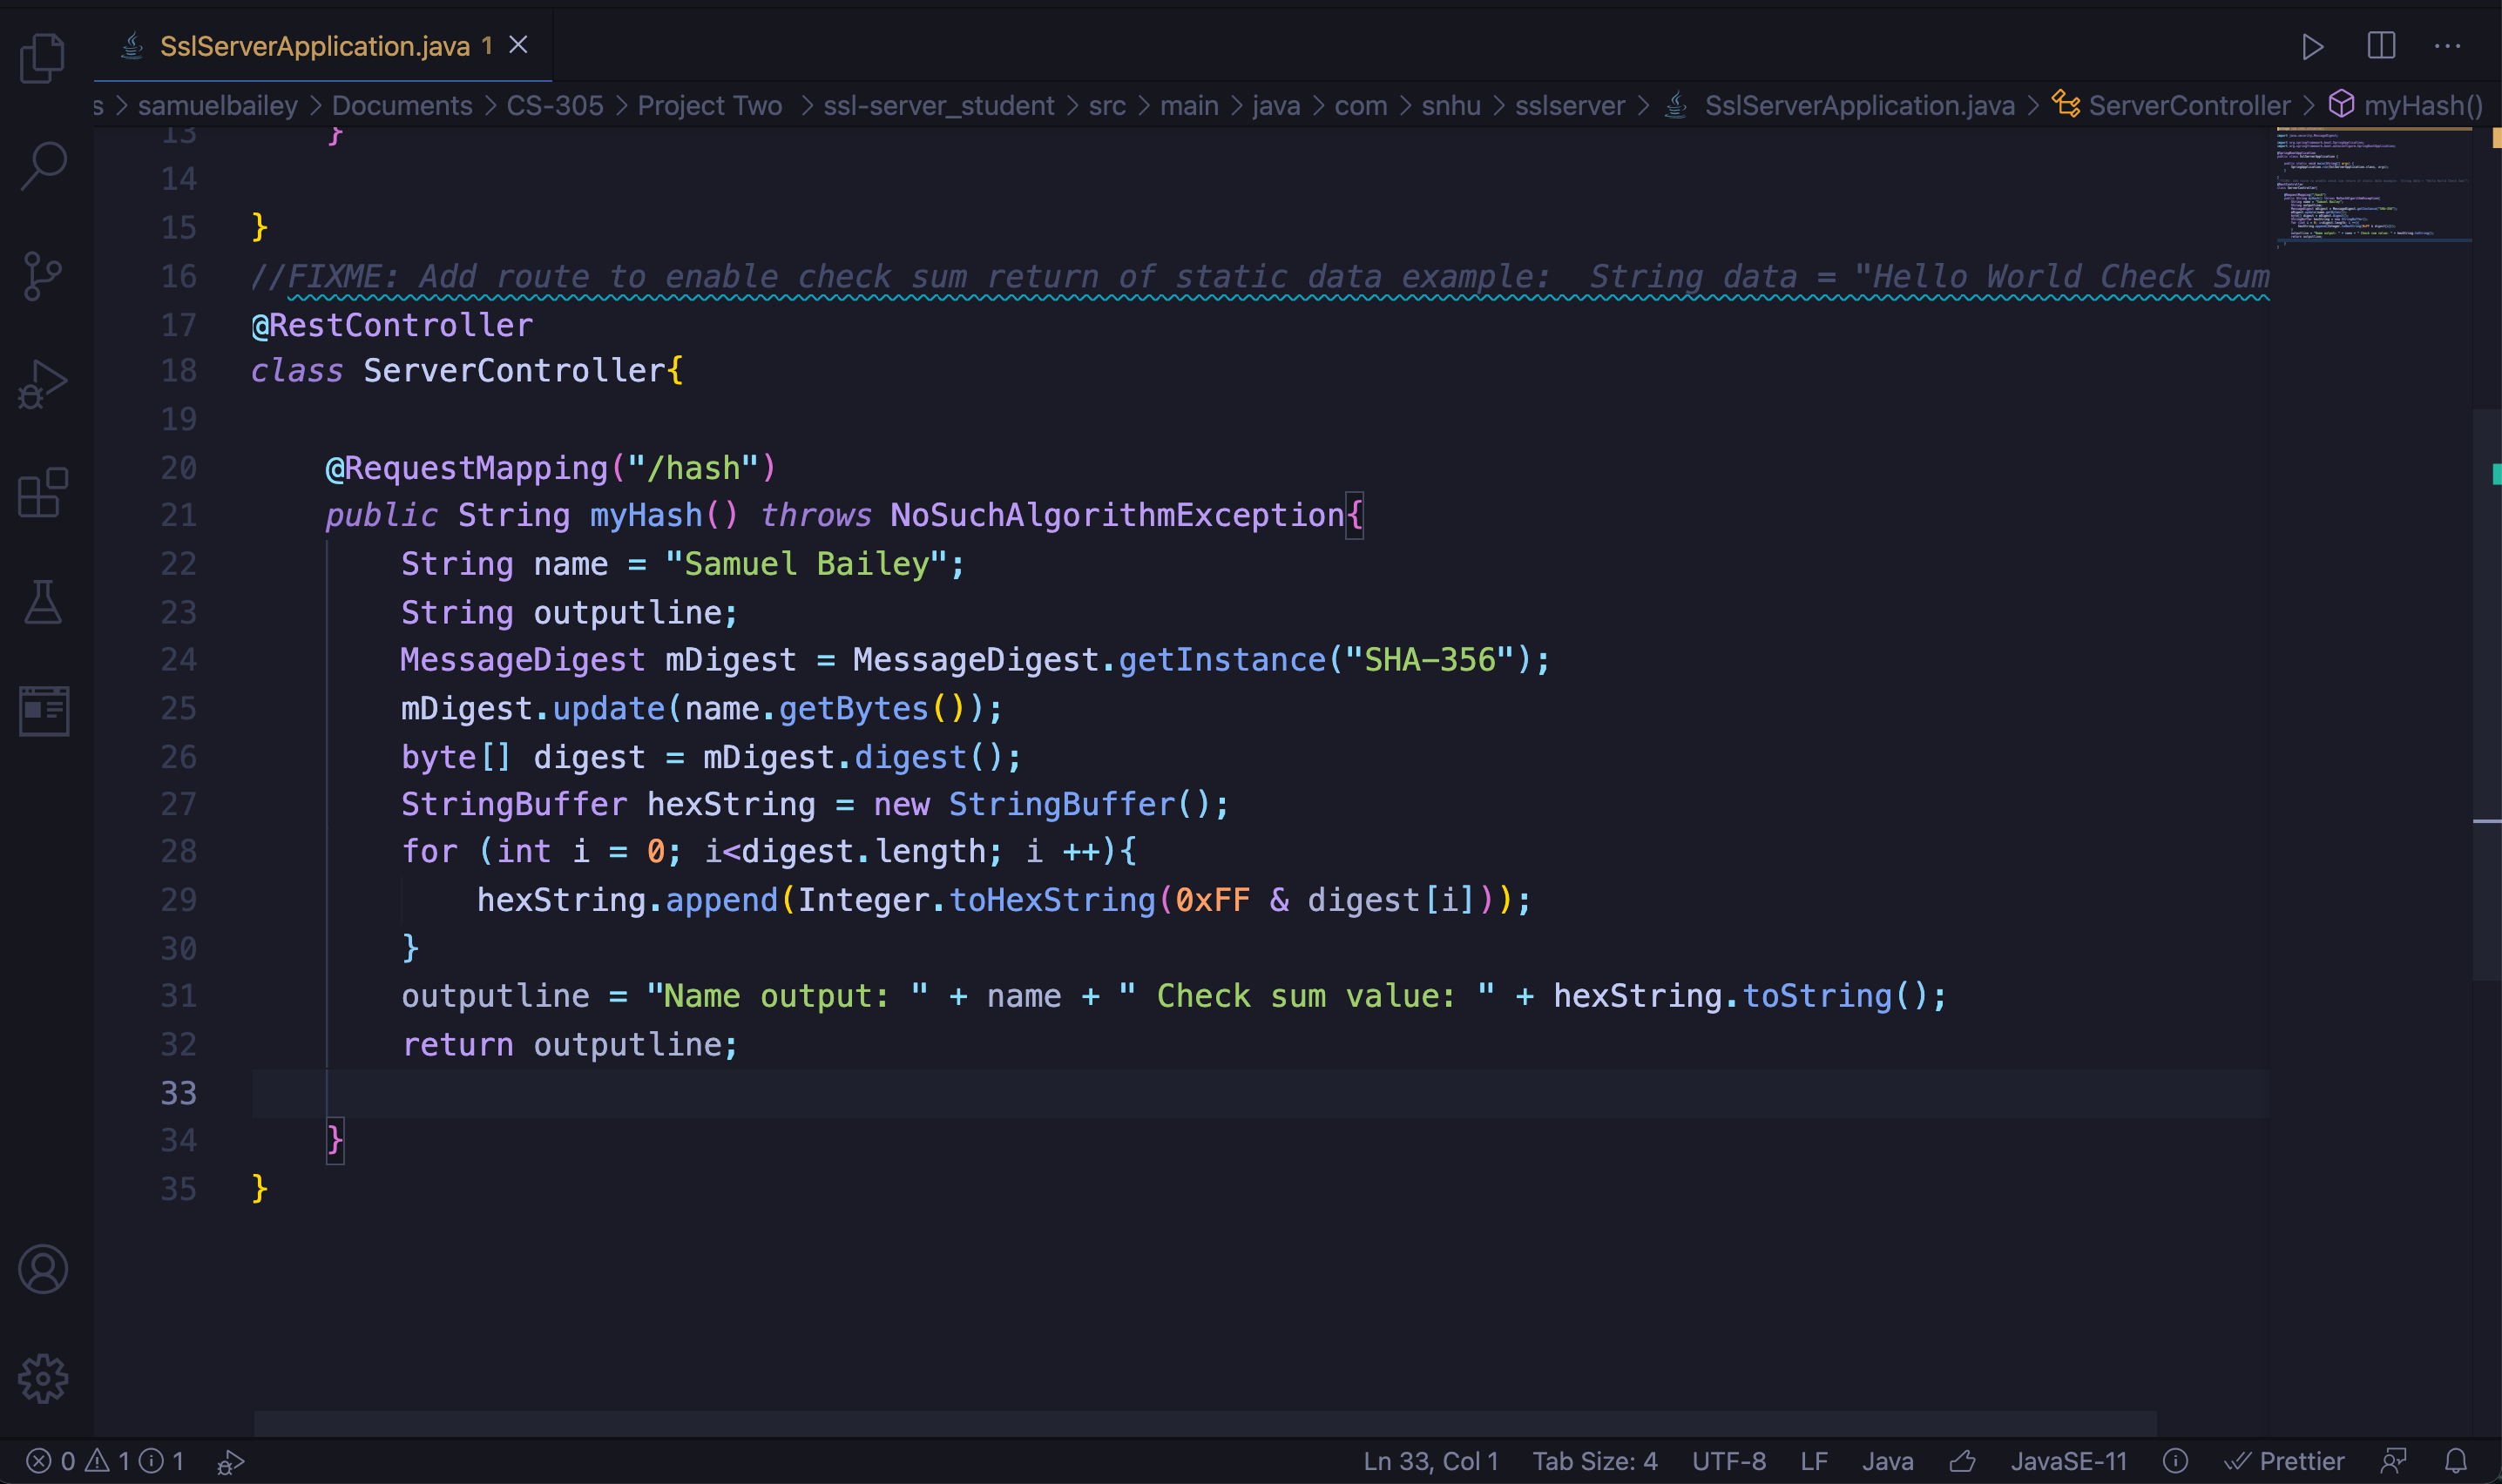 SslServerApplication.java 1
s > samuelbailey > Documents > CS-305 > Project Two > ssl-server_student > src > main > java > com > snhu > sslserver > SslServerApplication.java > ServerController > myHash()
13 }
14
15 }
16 //FIXME: Add route to enable check sum return of static data example:  String data = "Hello World Check Sum
17 @RestController
18 class ServerController{
19
20 @RequestMapping("/hash")
21 public String myHash() throws NoSuchAlgorithmException{
22 String name = "Samuel Bailey";
23 String outputline;
24 MessageDigest mDigest = MessageDigest.getInstance("SHA-356");
25 mDigest.update(name.getBytes());
26 byte[] digest = mDigest.digest();
27 StringBuffer hexString = new StringBuffer();
28 for (int i = 0; i<digest.length; i ++){
29 hexString.append(Integer.toHexString(0xFF & digest[i]));
30 }
31 outputline = "Name output: " + name + " Check sum value: " + hexString.toString();
32 return outputline;
33
34 }
35 }
0 1 1 Ln 33, Col 1 Tab Size: 4 UTF-8 LF Java JavaSE-11 Prettier